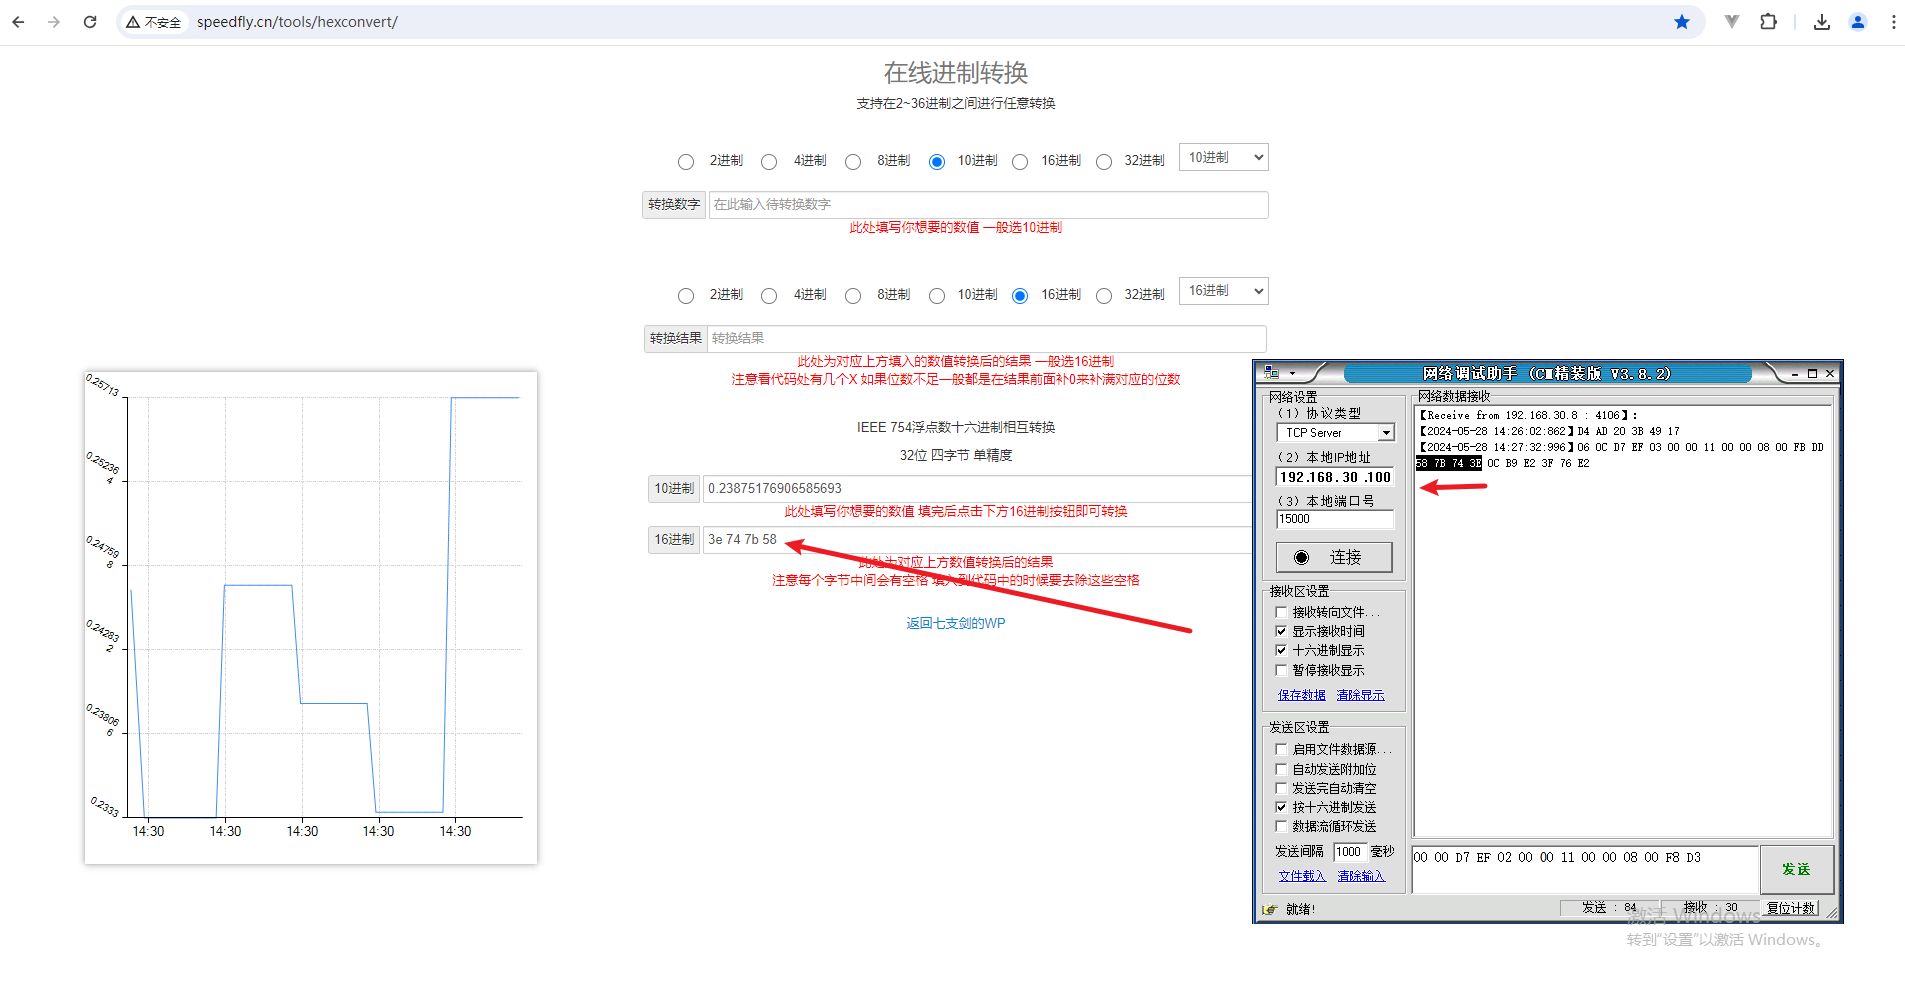 不安全 speedfly.cn/tools/hexconvert/
在线进制转换
支持在2~36进制之间进行任意转换
2进制 4进制 8进制 10进制 16进制 32进制 10进制
转换数字 在此输入待转换数字
此处填写你想要的数值 一般选10进制
2进制 4进制 8进制 10进制 16进制 32进制 16进制
转换结果 转换结果
此处为对应上方填入的数值转换后的结果 一般选16进制
注意看代码处有几个X 如果位数不足一般都是在结果前面补0来补满对应的位数
IEEE 754浮点数十六进制相互转换
32位 四字节 单精度
10进制 0.23875176906585693
此处填写你想要的数值 填完后点击下方16进制按钮即可转换
16进制 3e 74 7b 58
此处为对应上方数值转换后的结果
注意每个字节中间会有空格 填入到代码中的时候要去除这些空格
返回七支剑的WP
0.25713
0.25236
4
0.24759
8
0.24283
2
0.23806
6
0.2333
14:30 14:30 14:30 14:30 14:30
网络调试助手 (C■精装版 V3.8.2)
网络设置
(1) 协议类型
TCP Server
(2) 本地IP地址
192.168. 30 .100
(3) 本地端口号
15000
连接
接收区设置
接收转向文件...
显示接收时间
十六进制显示
暂停接收显示
保存数据 清除显示
发送区设置
启用文件数据源...
自动发送附加位
发送完自动清空
按十六进制发送
数据流循环发送
发送间隔 1000 毫秒
文件载入 清除输入
网络数据接收
【Receive from 192.168.30.8 : 4106】:
【2024-05-28 14:26:02:862】D4 AD 20 3B 49 17
【2024-05-28 14:27:32:996】06 0C D7 EF 03 00 00 11 00 00 08 00 FB DD
58 7B 74 3E 0C B9 E2 3F 76 E2
00 00 D7 EF 02 00 00 11 00 00 08 00 F8 D3
发送
就绪!
发送 : 84 接收 : 30 复位计数
激活 Windows
转到“设置”以激活 Windows。